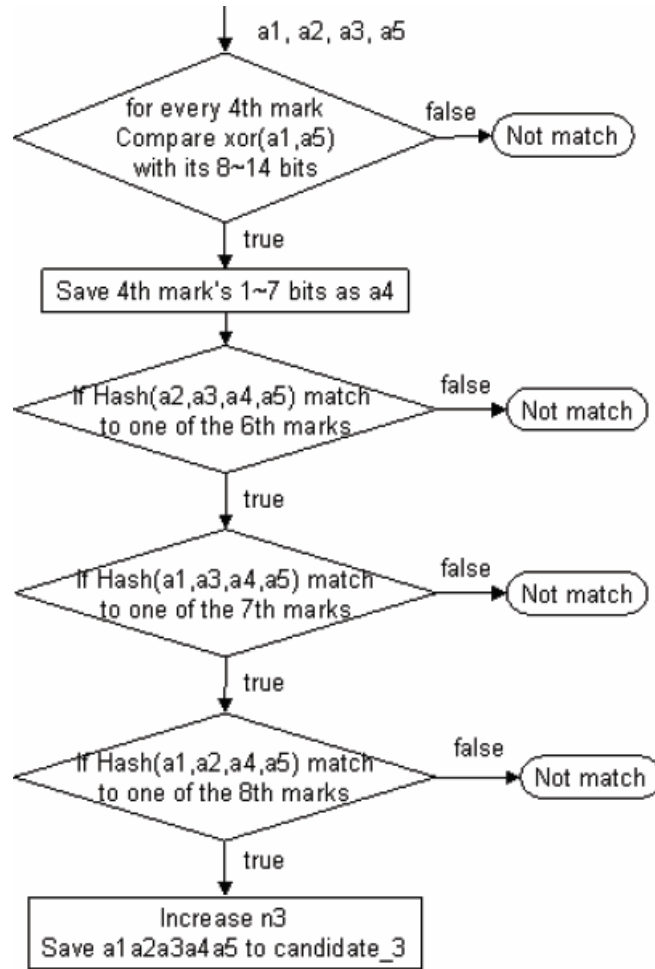 a1, a2, a3, a5
for every 4th mark
Compare xor(a1,a5)
with its 8~14 bits
false
Not match
true
Save 4th mark's 1~7 bits as a4
If Hash(a2,a3,a4,a5) match
to one of the 6th marks
false
Not match
true
If Hash(a1,a3,a4,a5) match
to one of the 7th marks
false
Not match
true
If Hash(a1,a2,a4,a5) match
to one of the 8th marks
false
Not match
true
Increase n3
Save a1a2a3a4a5 to candidate_3